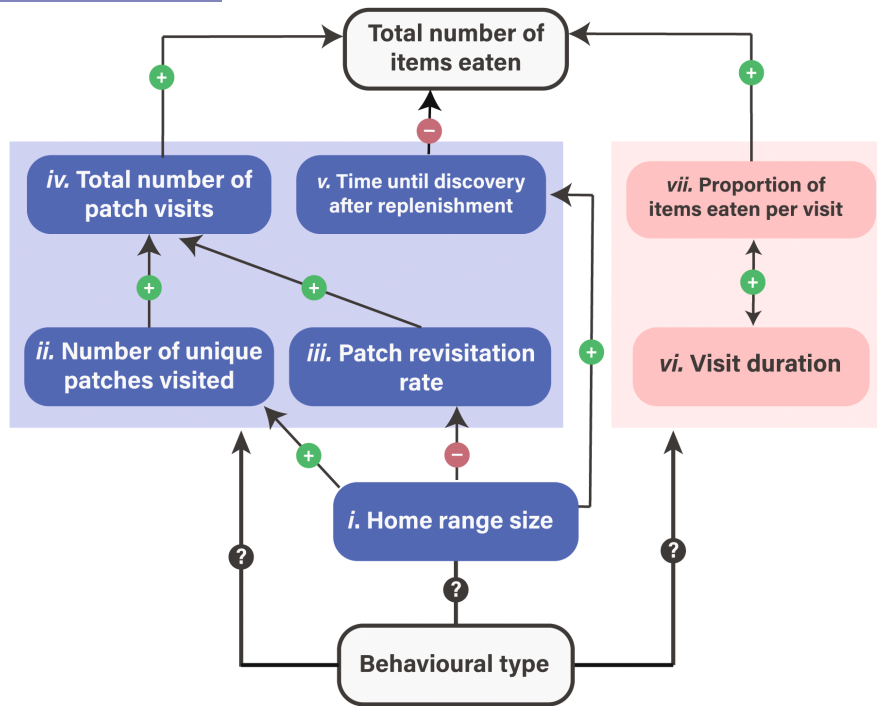 Total number of
items eaten
+
+
−
iv. Total number of
patch visits
v. Time until discovery
after replenishment
vii. Proportion of
items eaten per visit
+
+
+
ii. Number of unique
patches visited
iii. Patch revisitation
rate
+
vi. Visit duration
+
−
i. Home range size
?
?
?
Behavioural type